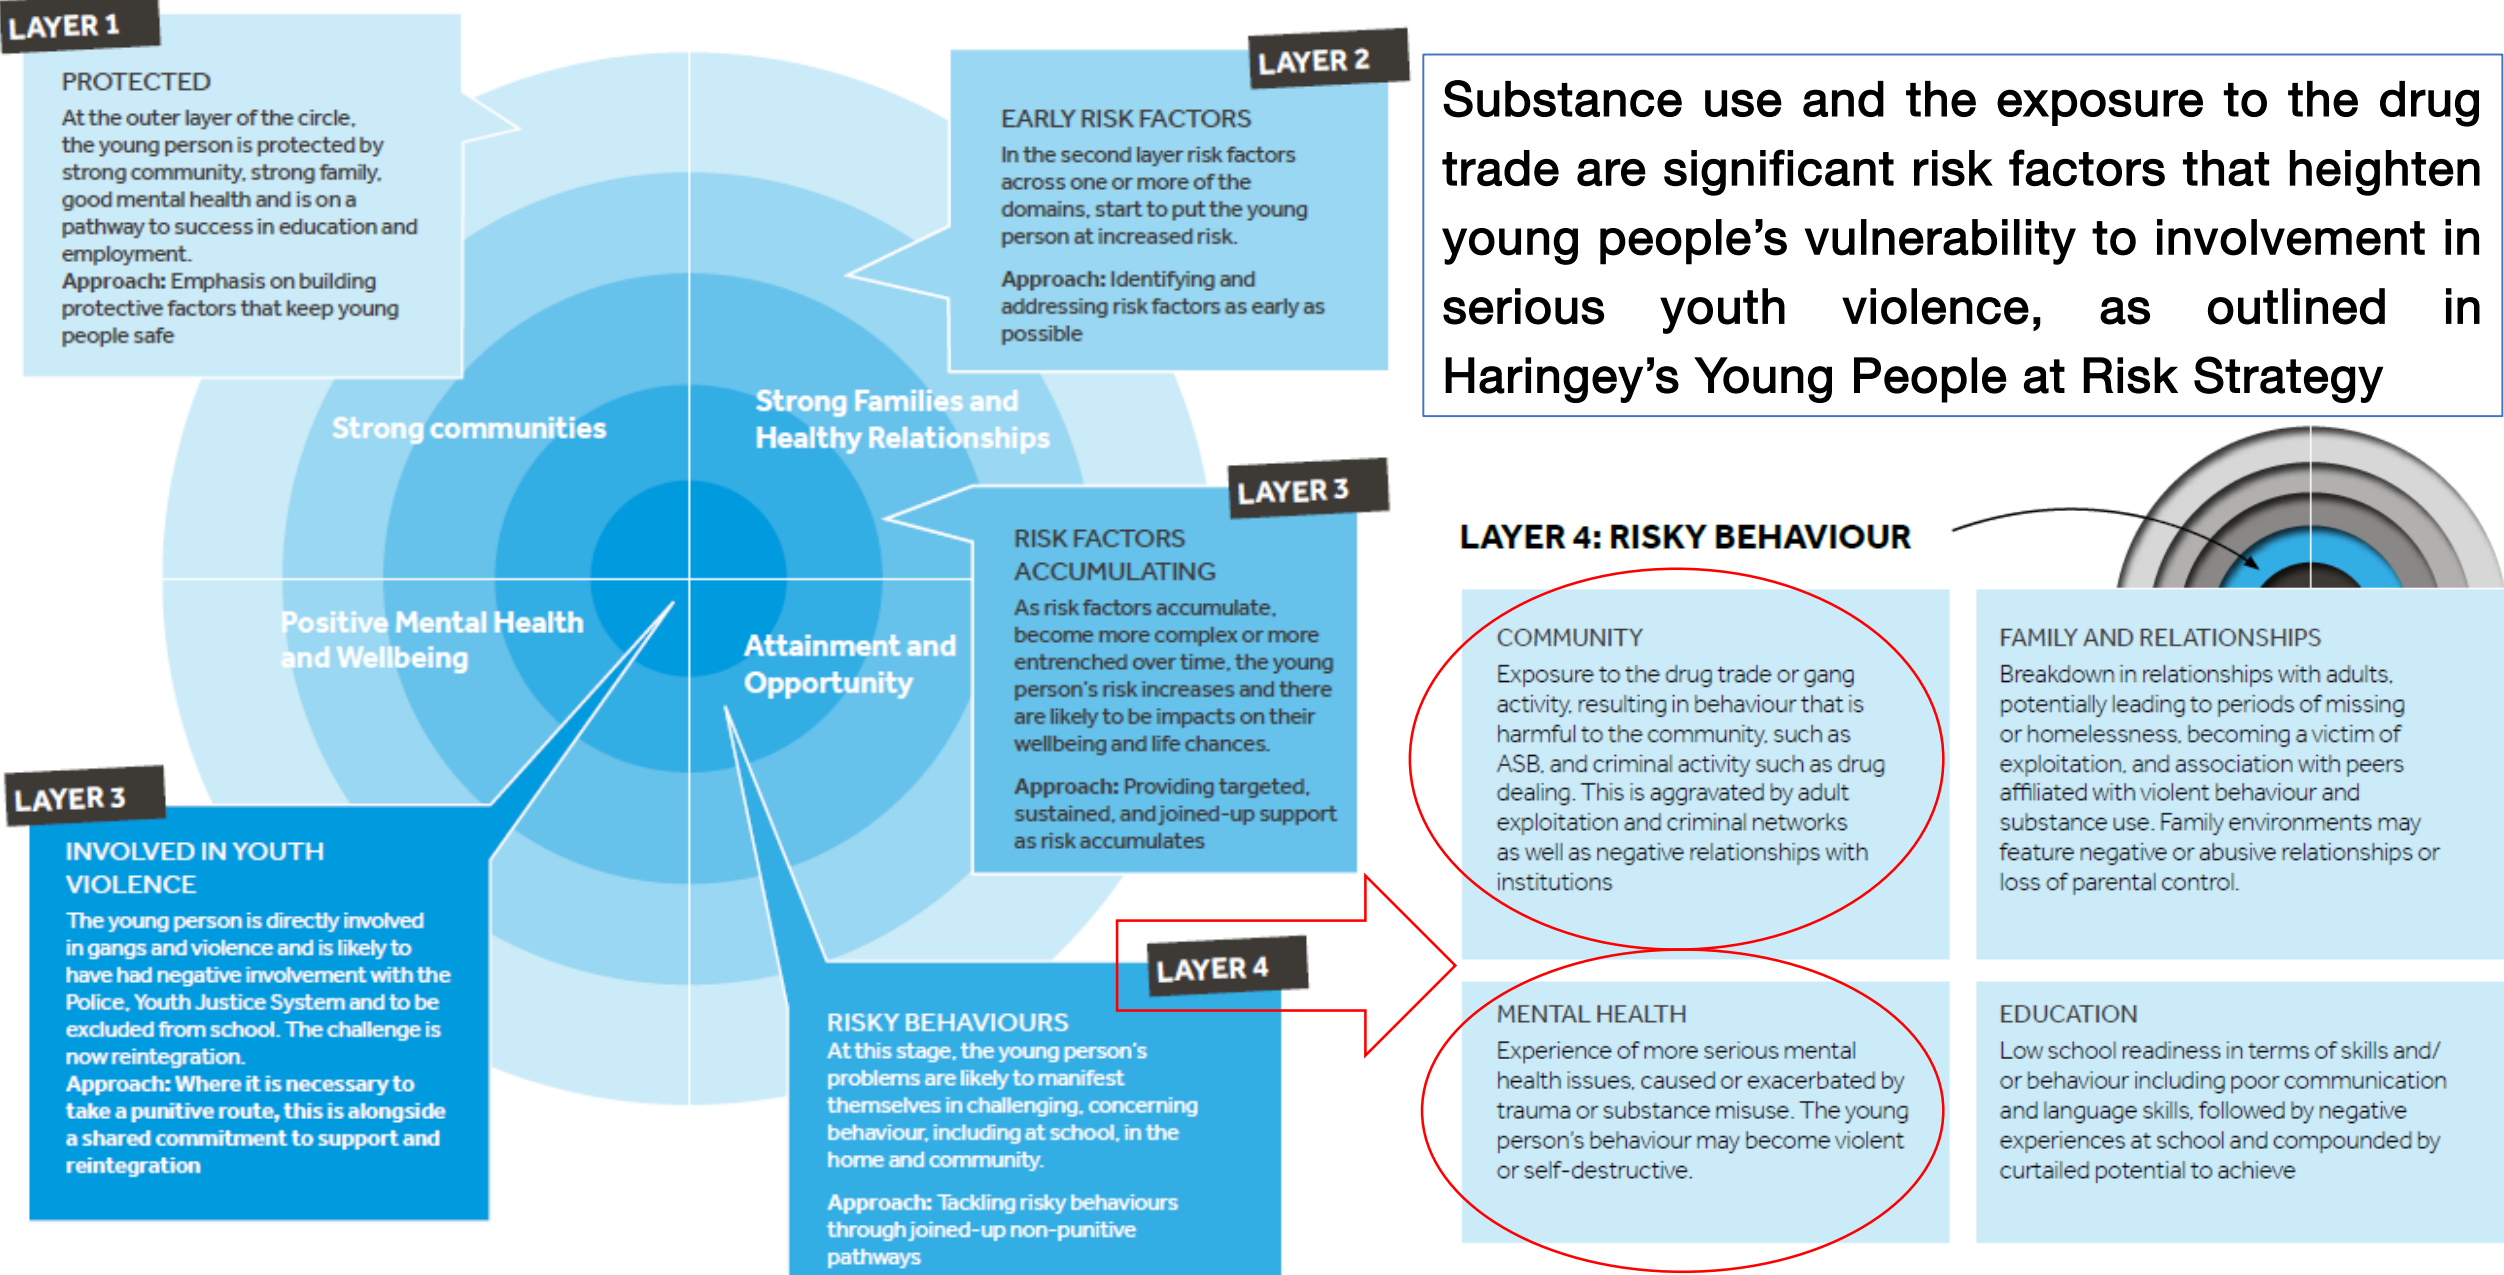 LAYER 1
PROTECTED
At the outer layer of the circle,
the young person is protected by
strong community, strong family,
good mental health and is on a
pathway to success in education and
employment.
Approach: Emphasis on building
protective factors that keep young
people safe
LAYER 2
EARLY RISK FACTORS
In the second layer risk factors
across one or more of the
domains, start to put the young
person at increased risk.
Approach: Identifying and
addressing risk factors as early as
possible
Substance use and the exposure to the drug
trade are significant risk factors that heighten
young people's vulnerability to involvement in
serious youth violence, as outlined in
Haringey's Young People at Risk Strategy
Strong communities
Strong Families and
Healthy Relationships
Positive Mental Health
and Wellbeing
Attainment and
Opportunity
LAYER 3
RISK FACTORS
ACCUMULATING
As risk factors accumulate,
become more complex or more
entrenched over time, the young
person's risk increases and there
are likely to be impacts on their
wellbeing and life chances.
Approach: Providing targeted,
sustained, and joined-up support
as risk accumulates
LAYER 3
INVOLVED IN YOUTH
VIOLENCE
The young person is directly involved
in gangs and violence and is likely to
have had negative involvement with the
Police, Youth Justice System and to be
excluded from school. The challenge is
now reintegration.
Approach: Where it is necessary to
take a punitive route, this is alongside
a shared commitment to support and
reintegration
LAYER 4
RISKY BEHAVIOURS
At this stage, the young person's
problems are likely to manifest
themselves in challenging, concerning
behaviour, including at school, in the
home and community.
Approach: Tackling risky behaviours
through joined-up non-punitive
pathways
LAYER 4: RISKY BEHAVIOUR
COMMUNITY
Exposure to the drug trade or gang
activity, resulting in behaviour that is
harmful to the community, such as
ASB, and criminal activity such as drug
dealing. This is aggravated by adult
exploitation and criminal networks
as well as negative relationships with
institutions
FAMILY AND RELATIONSHIPS
Breakdown in relationships with adults,
potentially leading to periods of missing
or homelessness, becoming a victim of
exploitation, and association with peers
affiliated with violent behaviour and
substance use. Family environments may
feature negative or abusive relationships or
loss of parental control.
MENTAL HEALTH
Experience of more serious mental
health issues, caused or exacerbated by
trauma or substance misuse. The young
person's behaviour may become violent
or self-destructive.
EDUCATION
Low school readiness in terms of skills and/
or behaviour including poor communication
and language skills, followed by negative
experiences at school and compounded by
curtailed potential to achieve